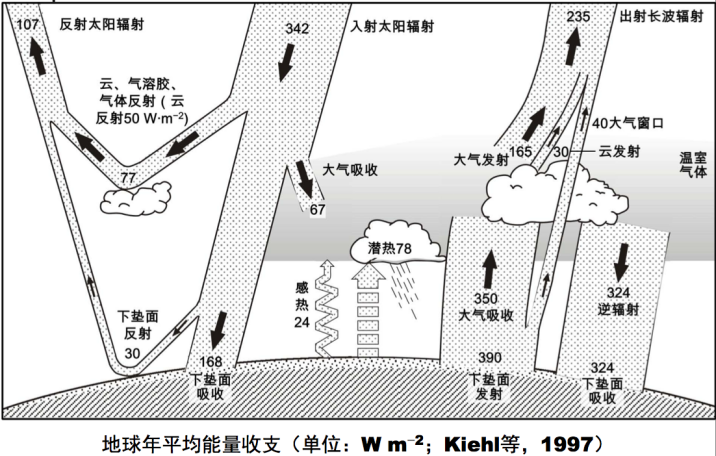 107
反射太阳辐射
342
入射太阳辐射
235
出射长波辐射
云、气溶胶、
气体反射（云
反射50 W·m⁻²）
77
大气吸收
67
大气发射
165
30
40大气窗口
云发射
温室
气体
潜热78
感
热
24
下垫面
反射
30
168
下垫面
吸收
350
大气吸收
390
下垫面
发射
324
逆辐射
324
下垫面
吸收
地球年平均能量收支（单位：W m⁻²；Kiehl等，1997）